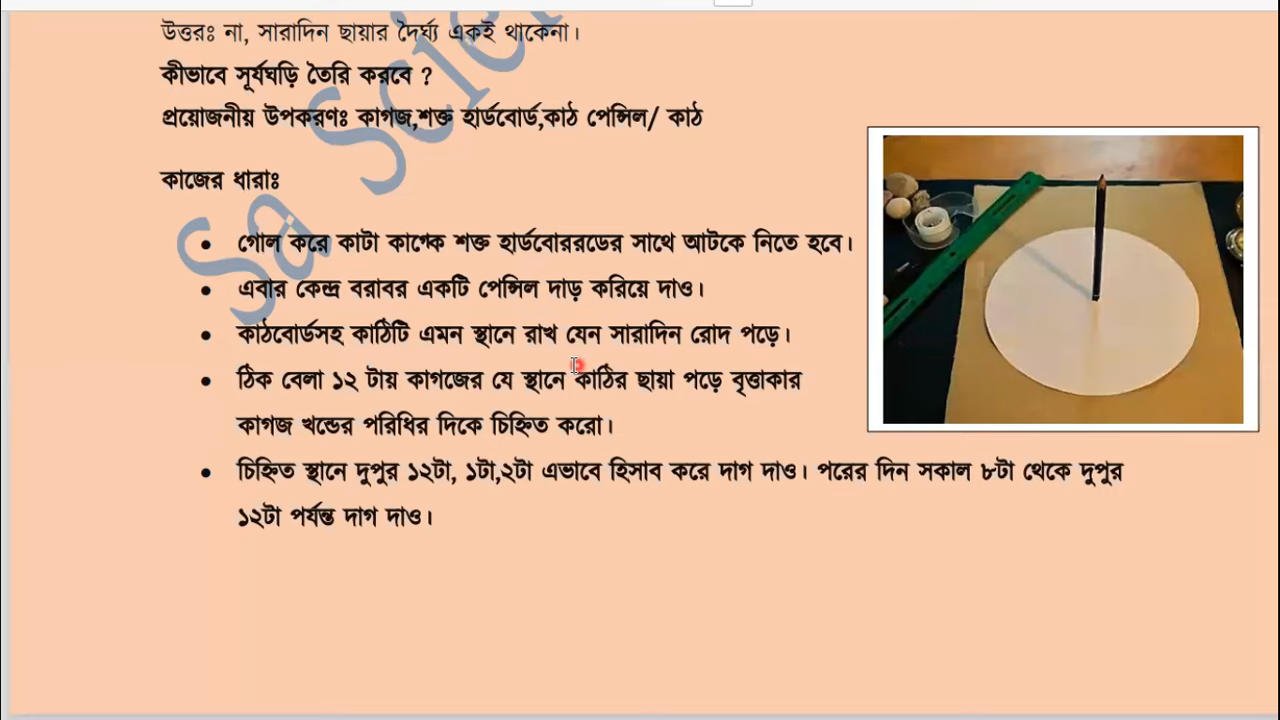 উত্তরঃ না, সারাদিন ছায়ার দৈর্ঘ্য একই থাকেনা।
কীভাবে সূর্যঘড়ি তৈরি করবে ?
প্রয়োজনীয় উপকরণঃ কাগজ,শক্ত হার্ডবোর্ড,কাঠ পেন্সিল/ কাঠ
কাজের ধারাঃ
গোল করে কাটা কাগেক শক্ত হার্ডবোররডের সাথে আটকে নিতে হবে।
এবার কেন্দ্র বরাবর একটি পেন্সিল দাড় করিয়ে দাও।
কাঠবোর্ডসহ কাঠিটি এমন স্থানে রাখ যেন সারাদিন রোদ পড়ে।
ঠিক বেলা ১২ টায় কাগজের যে স্থানে কাঠির ছায়া পড়ে বৃত্তাকার
কাগজ খন্ডের পরিধির দিকে চিহ্নিত করো।
চিহ্নিত স্থানে দুপুর ১২টা, ১টা,২টা এভাবে হিসাব করে দাগ দাও। পরের দিন সকাল ৮টা থেকে দুপুর
১২টা পর্যন্ত দাগ দাও।
Sa Scie